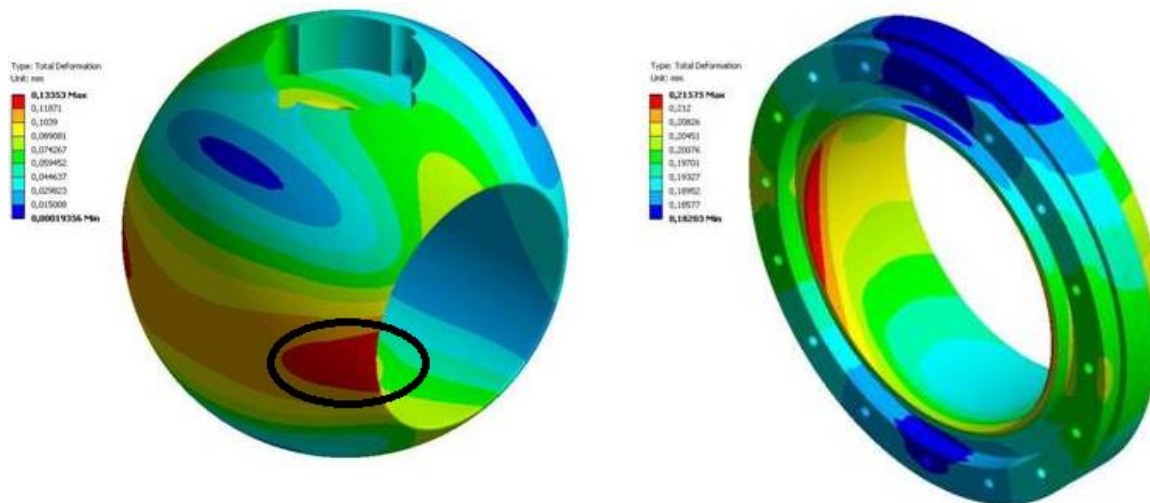 Type: Total Deformation
Unit: mm
0,13353 Max
0,11871
0,1039
0,089081
0,074267
0,059452
0,044637
0,029823
0,015008
0,00019356 Min
Type: Total Deformation
Unit: mm
0,21575 Max
0,212
0,20826
0,20451
0,20076
0,19701
0,19327
0,18952
0,18577
0,18203 Min